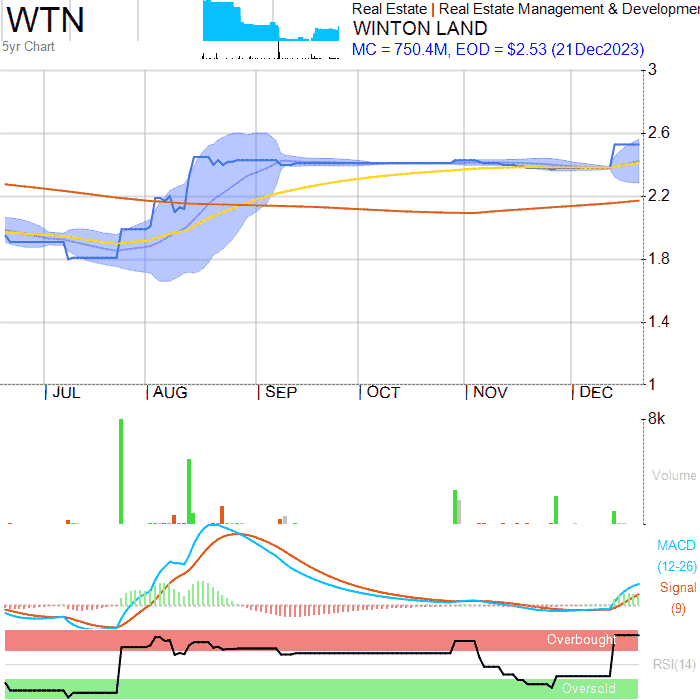 WTN
5yr Chart
Real Estate | Real Estate Management & Developmen
WINTON LAND
MC = 750.4M, EOD = $2.53 (21Dec2023)
3
2.6
2.2
1.8
1.4
1
JUL AUG SEP OCT NOV DEC
8k
Volume
MACD
(12-26)
Signal
(9)
Overbought
RSI(14)
Oversold